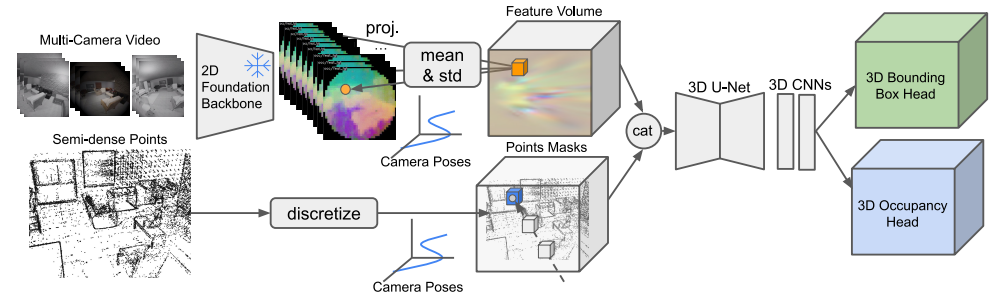 Multi-Camera Video
2D
Foundation
Backbone
proj.
...
mean
& std
Camera Poses
Feature Volume
Semi-dense Points
discretize
Camera Poses
Points Masks
cat
3D U-Net
3D CNNs
3D Bounding
Box Head
3D Occupancy
Head